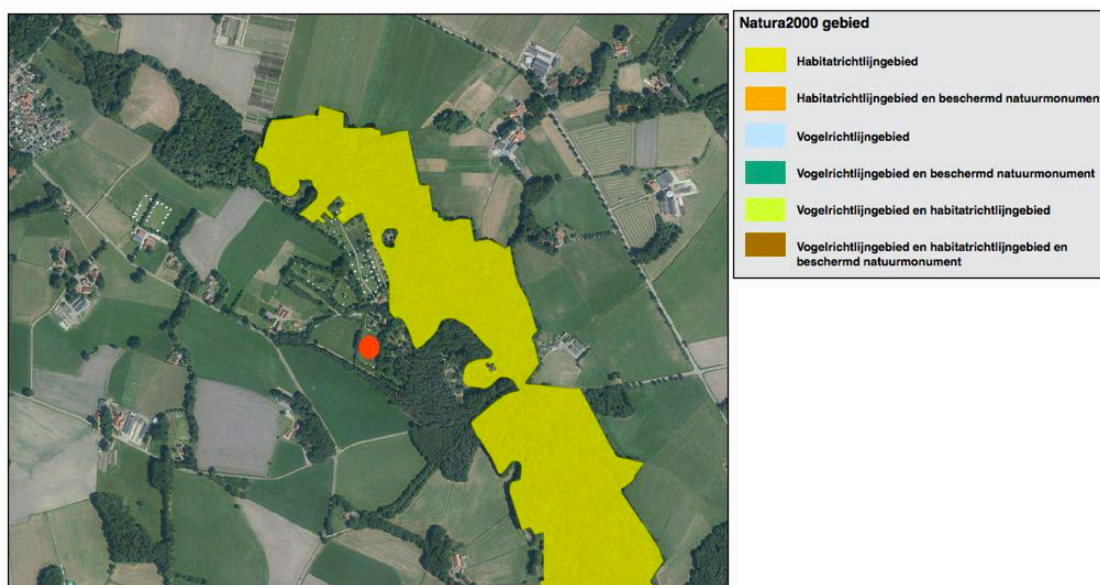 Natura2000 gebied
Habitatrichtlijngebied
Habitatrichtlijngebied en beschermd natuurmonument
Vogelrichtlijngebied
Vogelrichtlijngebied en beschermd natuurmonument
Vogelrichtlijngebied en habitatrichtlijngebied
Vogelrichtlijngebied en habitatrichtlijngebied en
beschermd natuurmonument